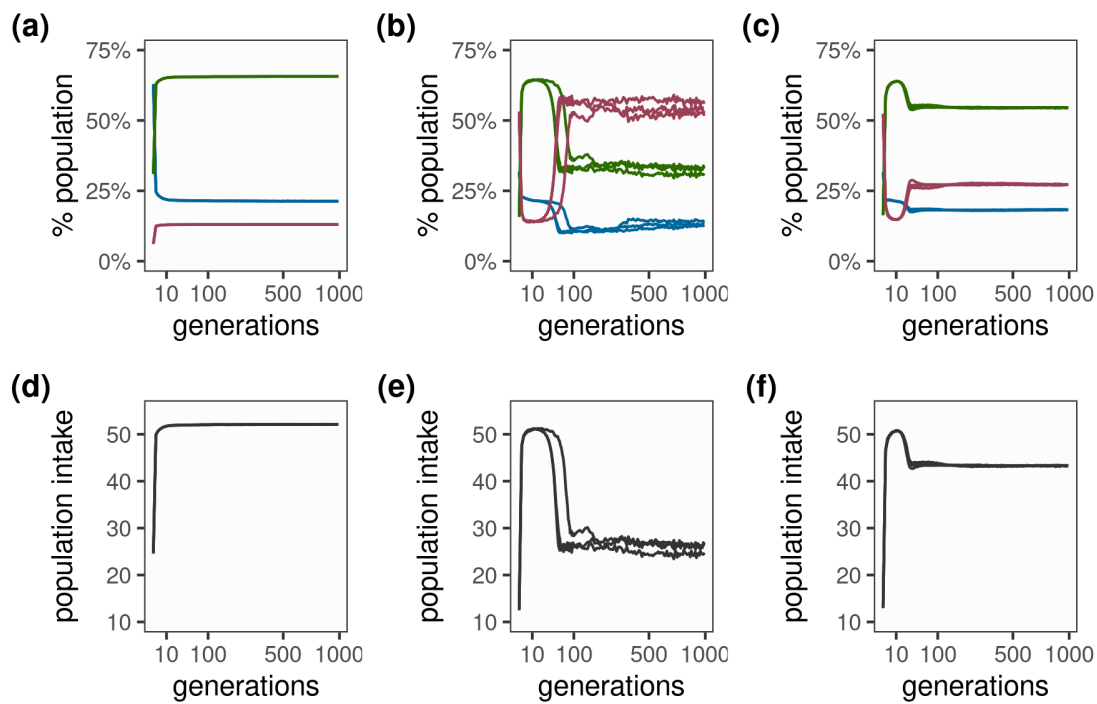 (a) (b) (c)
75% 75% 75%
50% 50% 50%
25% 25% 25%
0% 0% 0%
% population % population % population
10 100 500 1000 10 100 500 1000 10 100 500 1000
generations generations generations
(d) (e) (f)
50 50 50
40 40 40
30 30 30
20 20 20
10 10 10
population intake population intake population intake
10 100 500 1000 10 100 500 1000 10 100 500 1000
generations generations generations